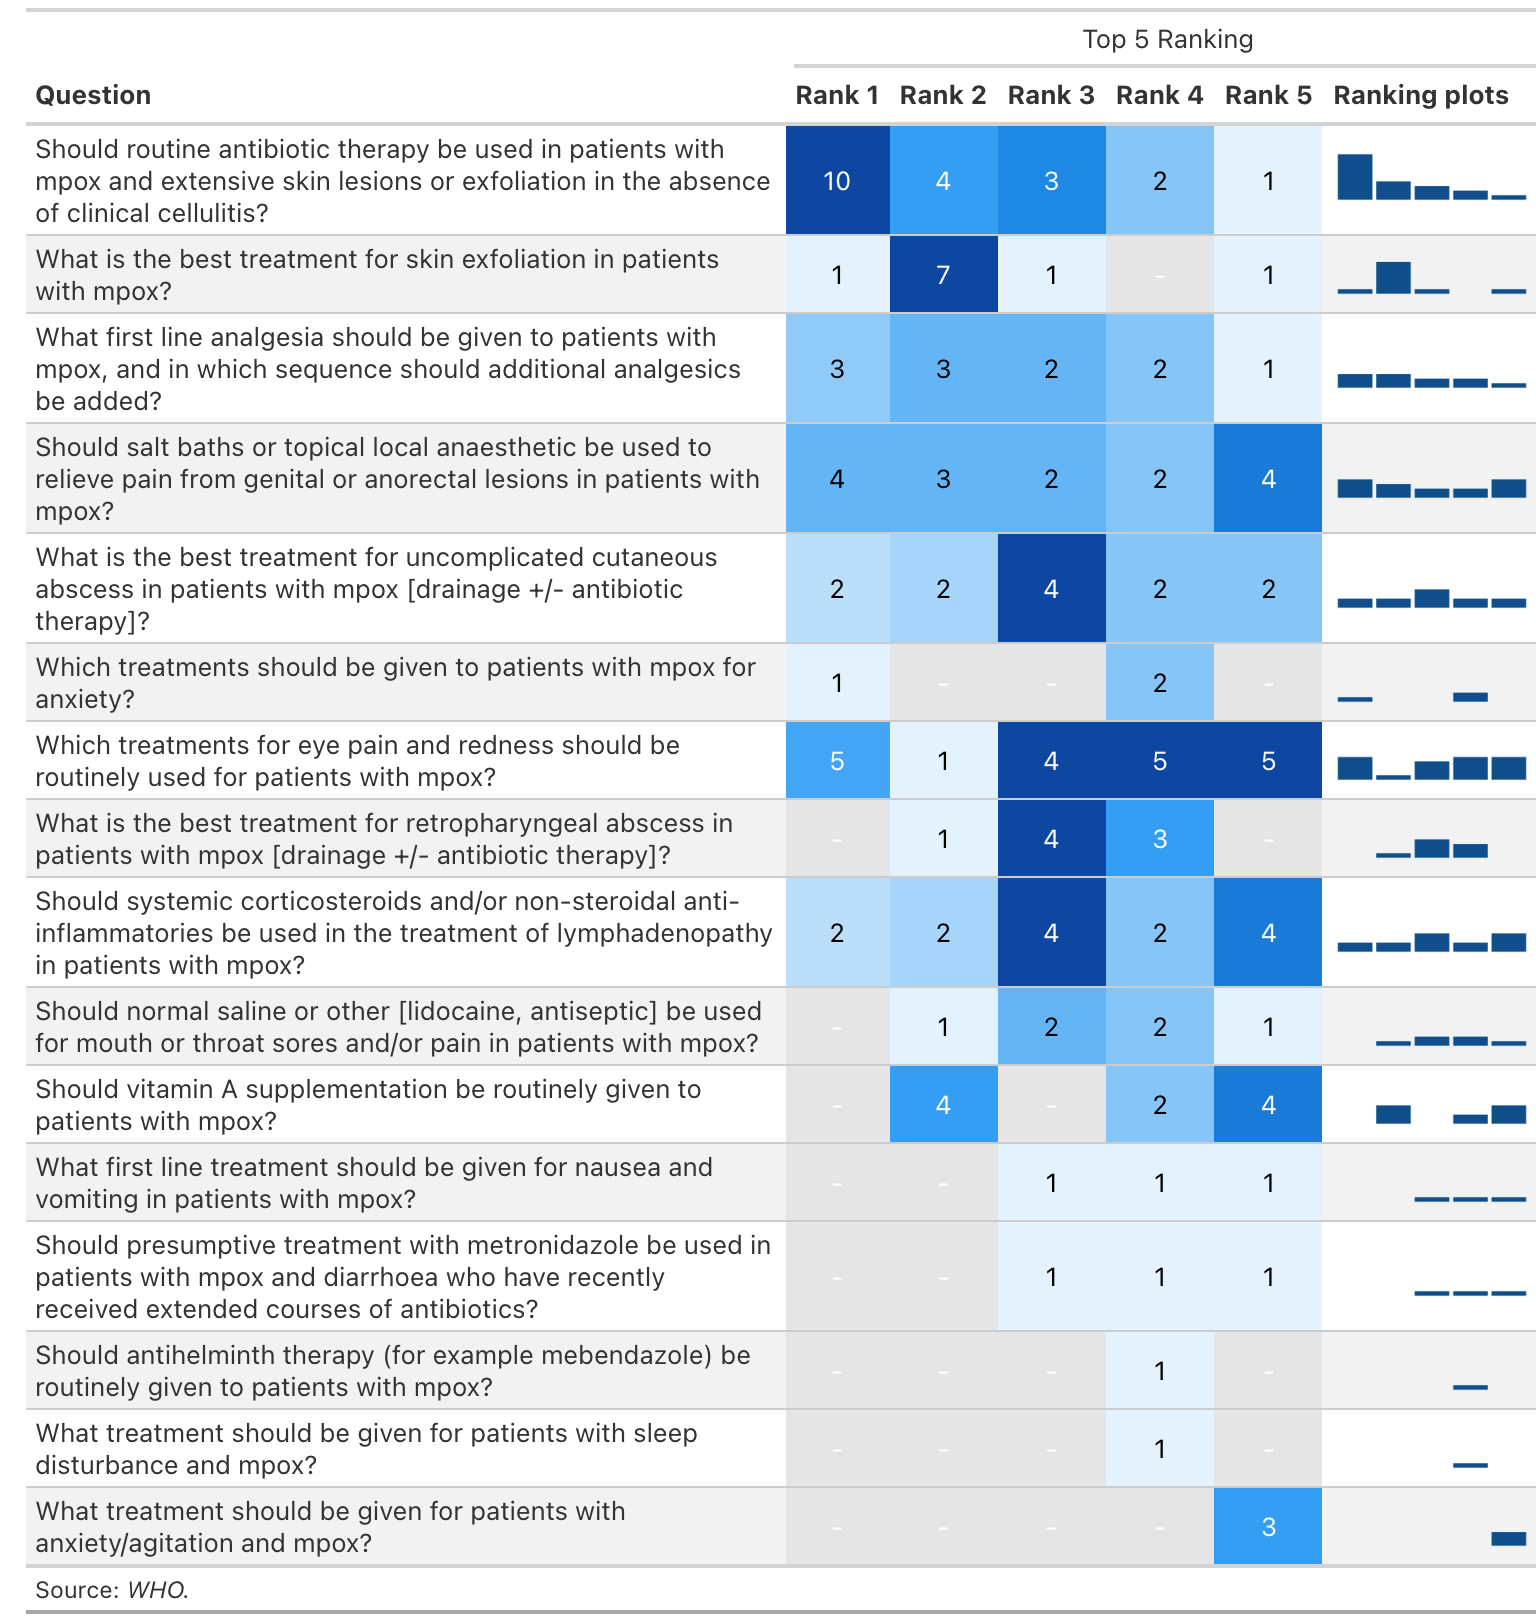 Top 5 Ranking
Question Rank 1 Rank 2 Rank 3 Rank 4 Rank 5 Ranking plots
Should routine antibiotic therapy be used in patients with
mpox and extensive skin lesions or exfoliation in the absence
of clinical cellulitis?
10 4 3 2 1
What is the best treatment for skin exfoliation in patients
with mpox?
1 7 1 - 1
What first line analgesia should be given to patients with
mpox, and in which sequence should additional analgesics
be added?
3 3 2 2 1
Should salt baths or topical local anaesthetic be used to
relieve pain from genital or anorectal lesions in patients with
mpox?
4 3 2 2 4
What is the best treatment for uncomplicated cutaneous
abscess in patients with mpox [drainage +/- antibiotic
therapy]?
2 2 4 2 2
Which treatments should be given to patients with mpox for
anxiety?
1 - - 2 -
Which treatments for eye pain and redness should be
routinely used for patients with mpox?
5 1 4 5 5
What is the best treatment for retropharyngeal abscess in
patients with mpox [drainage +/- antibiotic therapy]?
- 1 4 3 -
Should systemic corticosteroids and/or non-steroidal anti-
inflammatories be used in the treatment of lymphadenopathy
in patients with mpox?
2 2 4 2 4
Should normal saline or other [lidocaine, antiseptic] be used
for mouth or throat sores and/or pain in patients with mpox?
- 1 2 2 1
Should vitamin A supplementation be routinely given to
patients with mpox?
- 4 - 2 4
What first line treatment should be given for nausea and
vomiting in patients with mpox?
- - 1 1 1
Should presumptive treatment with metronidazole be used in
patients with mpox and diarrhoea who have recently
received extended courses of antibiotics?
- - 1 1 1
Should antihelminth therapy (for example mebendazole) be
routinely given to patients with mpox?
- - - 1 -
What treatment should be given for patients with sleep
disturbance and mpox?
- - - 1 -
What treatment should be given for patients with
anxiety/agitation and mpox?
- - - - 3
Source: WHO.